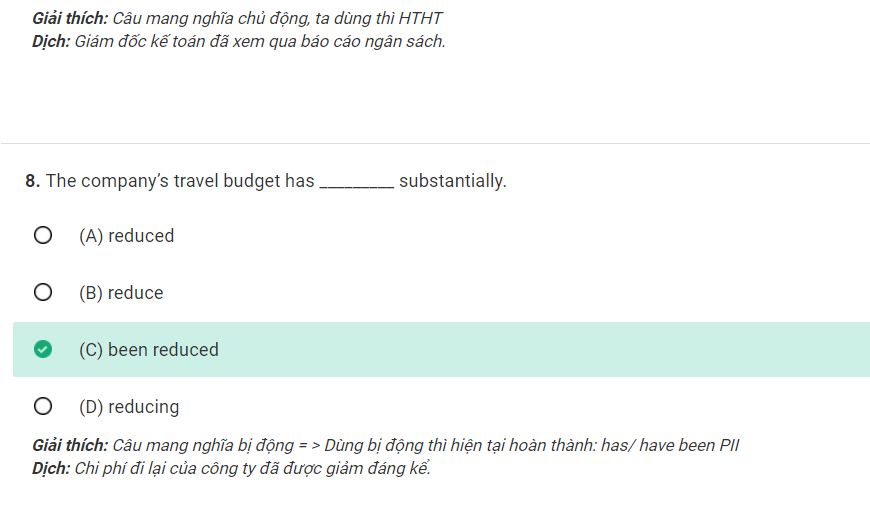 Giải thích: Câu mang nghĩa chủ động, ta dùng thì HTHT
Dịch: Giám đốc kế toán đã xem qua báo cáo ngân sách.
8. The company's travel budget has _________ substantially.
(A) reduced
(B) reduce
(C) been reduced
(D) reducing
Giải thích: Câu mang nghĩa bị động = > Dùng bị động thì hiện tại hoàn thành: has/ have been PII
Dịch: Chi phí đi lại của công ty đã được giảm đáng kể.